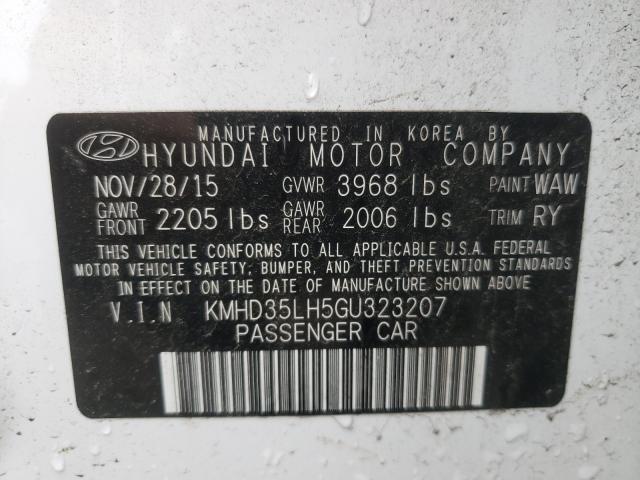 MANUFACTURED IN KOREA BY
HYUNDAI MOTOR COMPANY
NOV/28/15 GVWR 3968 lbs PAINT WAW
GAWR FRONT 2205 lbs GAWR REAR 2006 lbs TRIM RY
THIS VEHICLE CONFORMS TO ALL APPLICABLE U.S.A. FEDERAL
MOTOR VEHICLE SAFETY, BUMPER, AND THEFT PREVENTION STANDARDS
IN EFFECT ON THE DATE OF MANUFACTURE SHOWN ABOVE
V.I.N KMHD35LH5GU323207
PASSENGER CAR